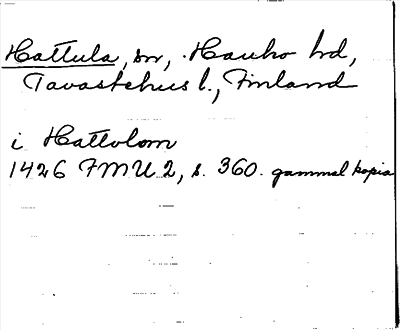 Hattula, sn, Hauho hd,
Tavastehus l., Finland
i Hattolom
1426 FMU 2, s. 360. gammal kopia